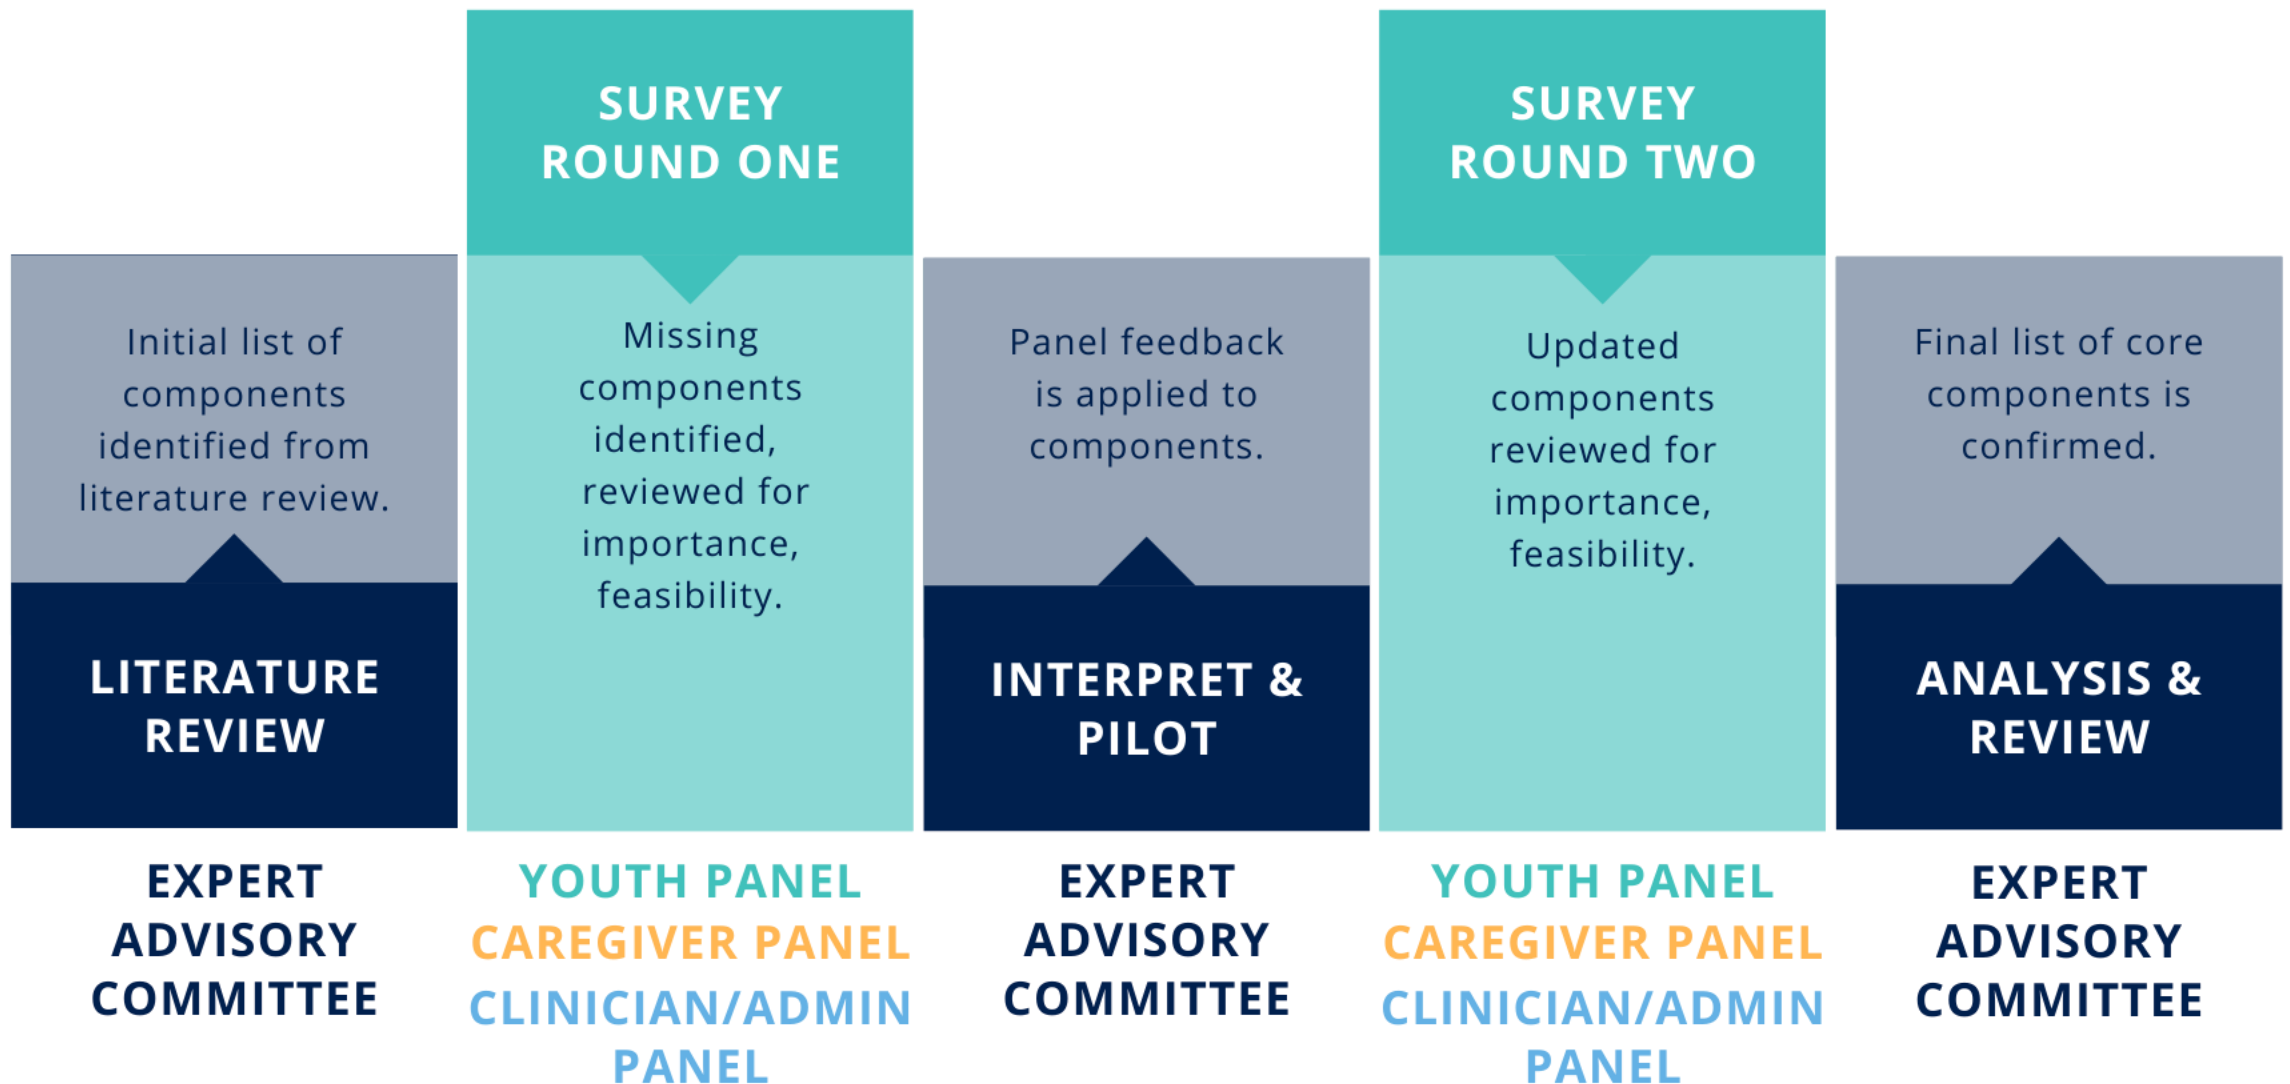 SURVEY
ROUND ONE
SURVEY
ROUND TWO
Initial list of
components
identified from
literature review.
LITERATURE
REVIEW
Missing
components
identified,
reviewed for
importance,
feasibility.
Panel feedback
is applied to
components.
INTERPRET &
PILOT
Updated
components
reviewed for
importance,
feasibility.
Final list of core
components is
confirmed.
ANALYSIS &
REVIEW
EXPERT
ADVISORY
COMMITTEE
YOUTH PANEL
CAREGIVER PANEL
CLINICIAN/ADMIN
PANEL
EXPERT
ADVISORY
COMMITTEE
YOUTH PANEL
CAREGIVER PANEL
CLINICIAN/ADMIN
PANEL
EXPERT
ADVISORY
COMMITTEE